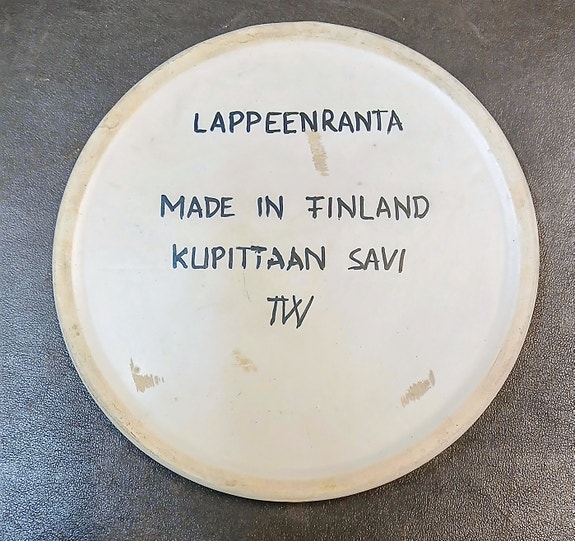 LAPPEENRANTA
MADE IN FINLAND
KUPITTAAN SAVI
TW